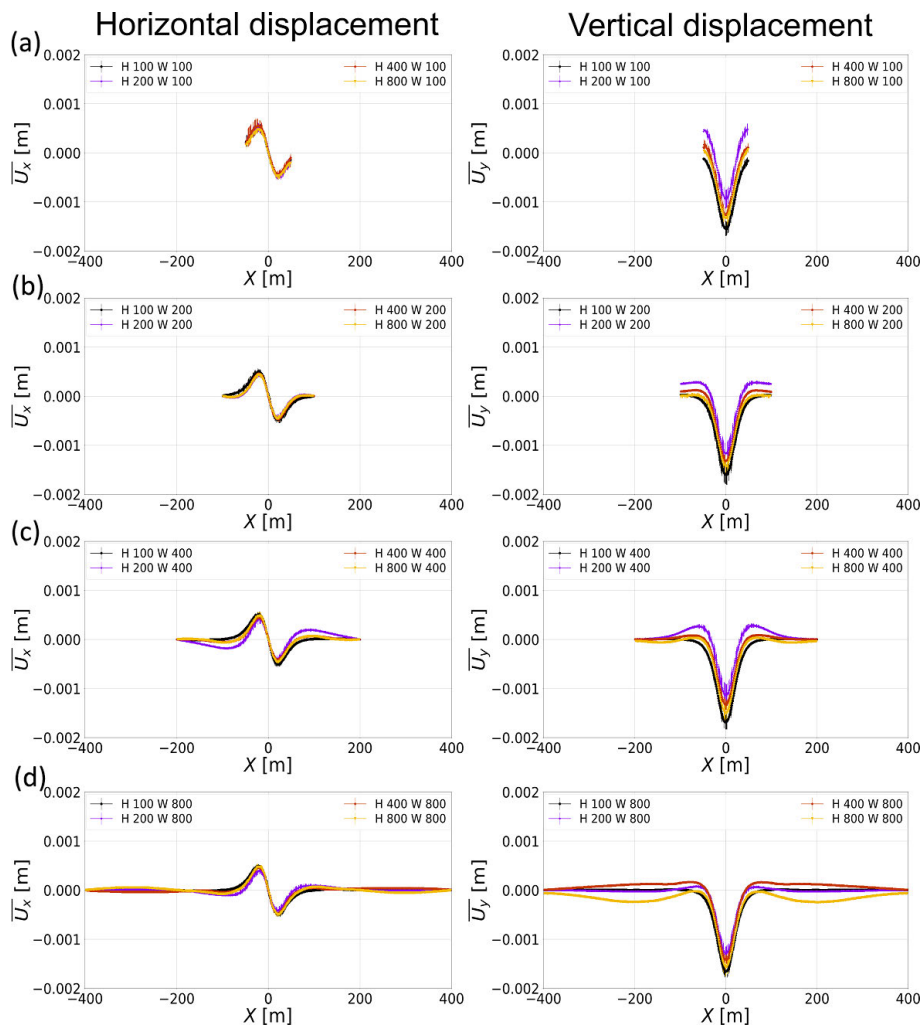 Horizontal displacement
Vertical displacement
(a)
0.002
0.001
0.000
−0.001
−0.002
H 100 W 100
H 200 W 100
H 400 W 100
H 800 W 100
−400
−200
0
200
400
X [m]
Ux [m]
0.002
0.001
0.000
−0.001
−0.002
H 100 W 100
H 200 W 100
H 400 W 100
H 800 W 100
−400
−200
0
200
400
X [m]
Uy [m]
(b)
0.002
0.001
0.000
−0.001
−0.002
H 100 W 200
H 200 W 200
H 400 W 200
H 800 W 200
−400
−200
0
200
400
X [m]
Ux [m]
0.002
0.001
0.000
−0.001
−0.002
H 100 W 200
H 200 W 200
H 400 W 200
H 800 W 200
−400
−200
0
200
400
X [m]
Uy [m]
(c)
0.002
0.001
0.000
−0.001
−0.002
H 100 W 400
H 200 W 400
H 400 W 400
H 800 W 400
−400
−200
0
200
400
X [m]
Ux [m]
0.002
0.001
0.000
−0.001
−0.002
H 100 W 400
H 200 W 400
H 400 W 400
H 800 W 400
−400
−200
0
200
400
X [m]
Uy [m]
(d)
0.002
0.001
0.000
−0.001
−0.002
H 100 W 800
H 200 W 800
H 400 W 800
H 800 W 800
−400
−200
0
200
400
X [m]
Ux [m]
0.002
0.001
0.000
−0.001
−0.002
H 100 W 800
H 200 W 800
H 400 W 800
H 800 W 800
−400
−200
0
200
400
X [m]
Uy [m]